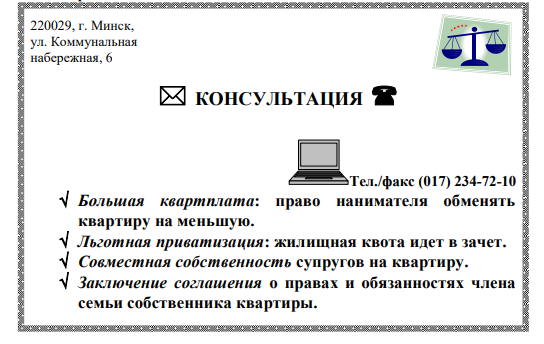 220029, г. Минск,
ул. Коммунальная
набережная, 6
КОНСУЛЬТАЦИЯ
Тел./факс (017) 234-72-10
√ Большая квартплата: право нанимателя обменять
квартиру на меньшую.
√ Льготная приватизация: жилищная квота идет в зачет.
√ Совместная собственность супругов на квартиру.
√ Заключение соглашения о правах и обязанностях члена
семьи собственника квартиры.